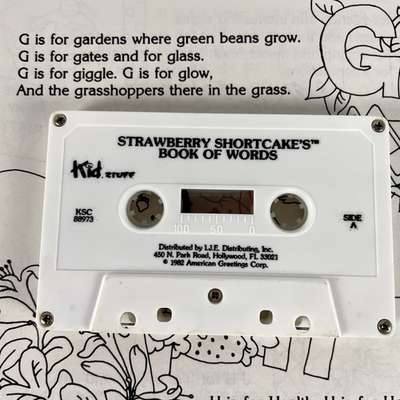 G is for gardens where green beans grow.
G is for gates and for glass.
G is for giggle. G is for glow,
And the grasshoppers there in the grass.
G
STRAWBERRY SHORTCAKE'S™
BOOK OF WORDS
Kid STUFF
KSC
88973
100 50 0
SIDE
A
Distributed by I.J.E. Distributing, Inc.
450 N. Park Road, Hollywood, FL 33021
© 1982 American Greetings Corp.